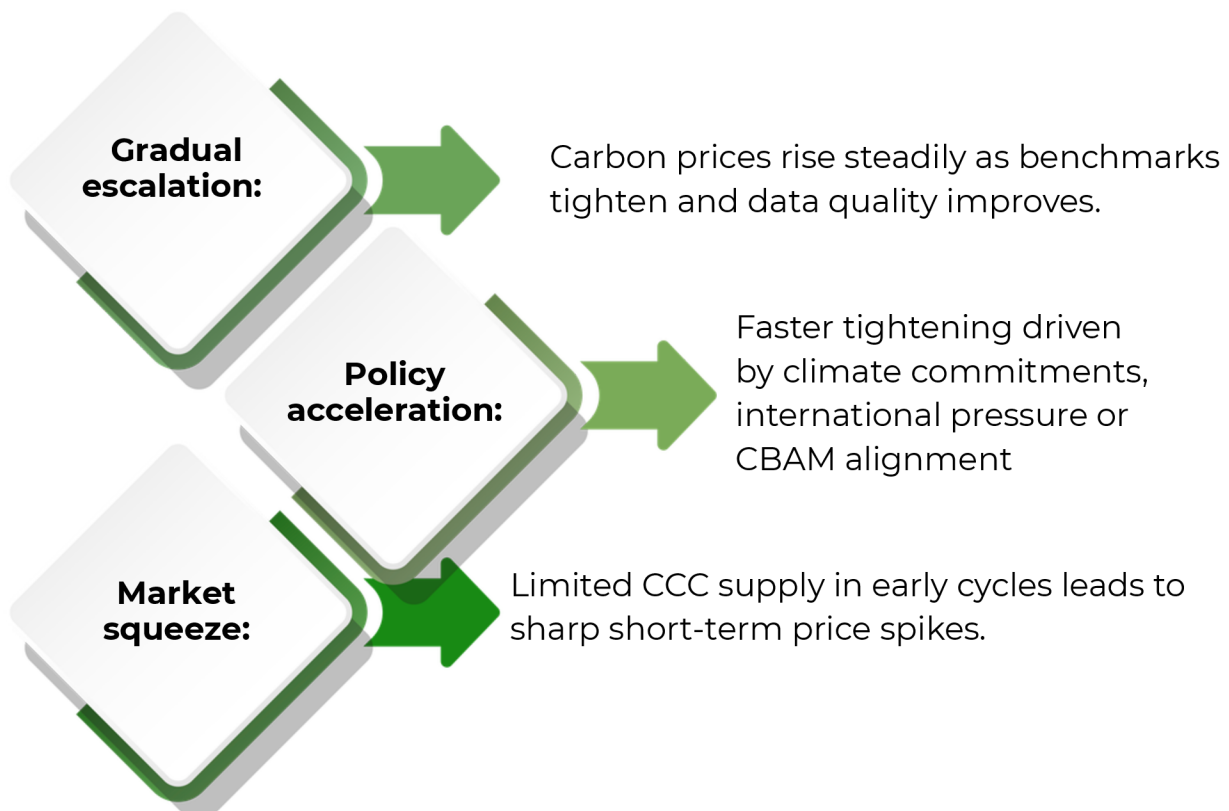 Gradual
escalation:
Carbon prices rise steadily as benchmarks
tighten and data quality improves.
Policy
acceleration:
Faster tightening driven
by climate commitments,
international pressure or
CBAM alignment
Market
squeeze:
Limited CCC supply in early cycles leads to
sharp short-term price spikes.